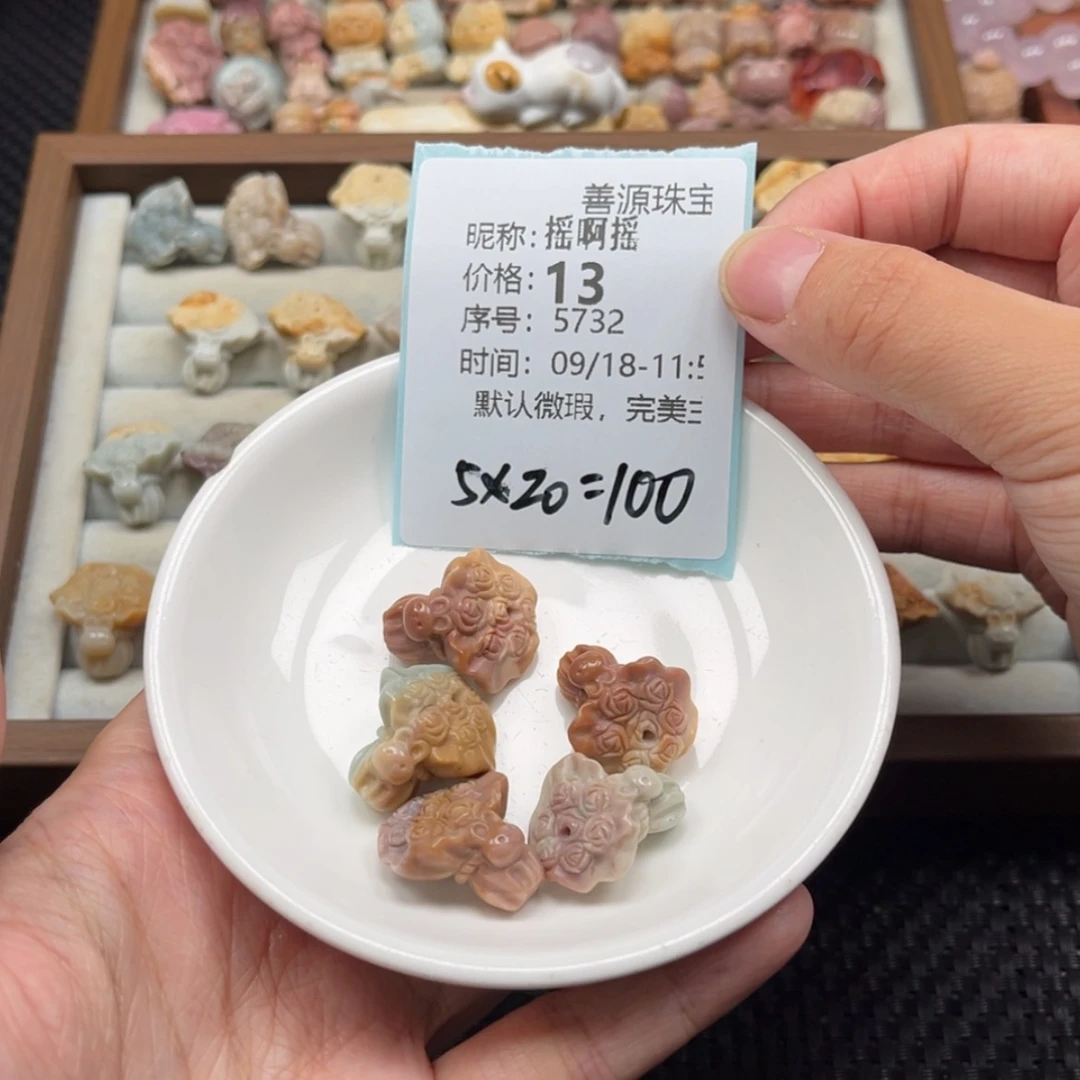 善源珠宝
昵称:摇啊摇
价格:13
序号:5732
时间:09/18-11:5
默认微瑕，完美
5x20=100